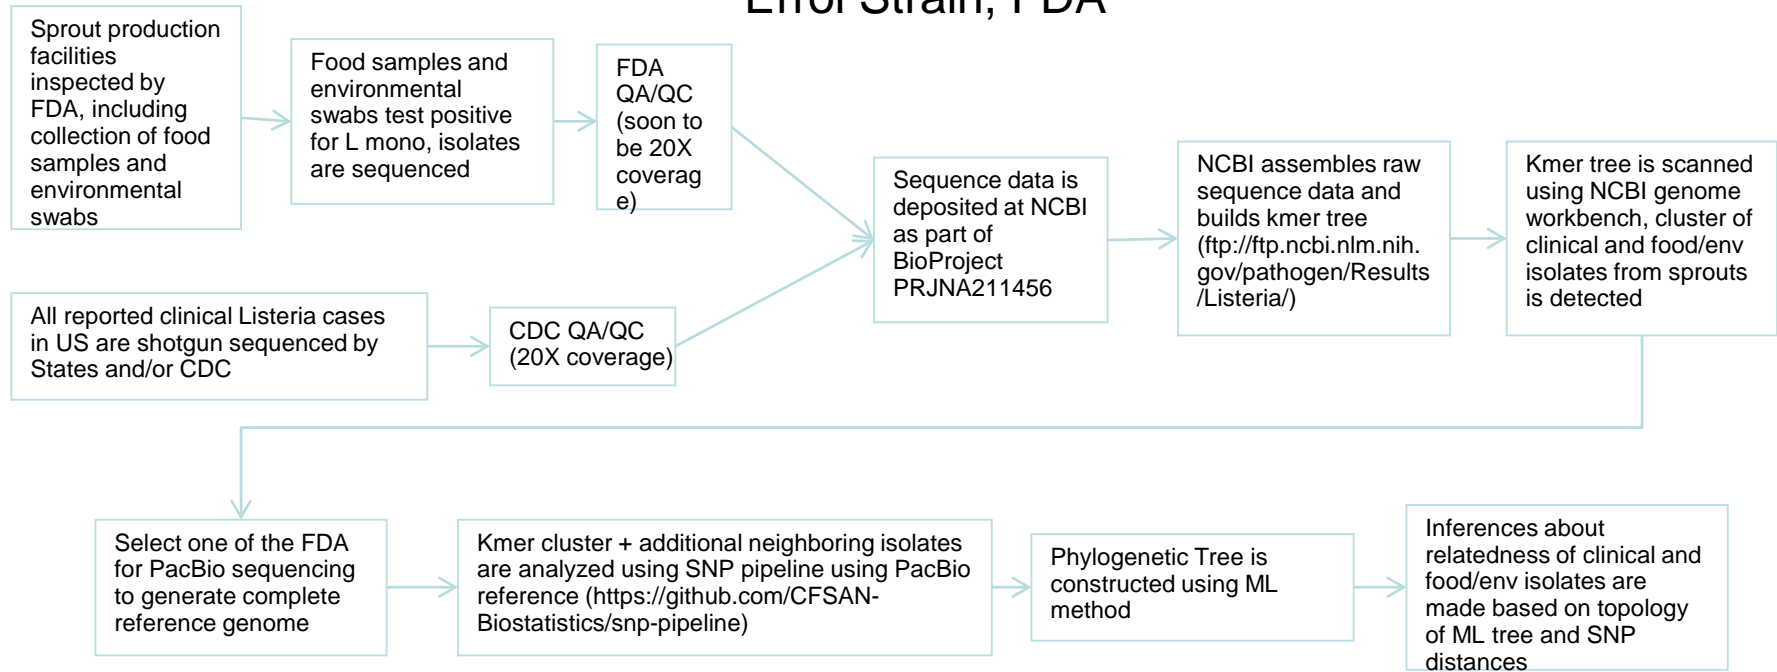 Errol Strain, FDA
Sprout production
facilities
inspected by
FDA, including
collection of food
samples and
environmental
swabs
Food samples and
environmental
swabs test positive
for L mono, isolates
are sequenced
FDA
QA/QC
(soon to
be 20X
coverag
e)
All reported clinical Listeria cases
in US are shotgun sequenced by
States and/or CDC
CDC QA/QC
(20X coverage)
Sequence data is
deposited at NCBI
as part of
BioProject
PRJNA211456
NCBI assembles raw
sequence data and
builds kmer tree
(ftp://ftp.ncbi.nlm.nih.
gov/pathogen/Results
/Listeria/)
Kmer tree is scanned
using NCBI genome
workbench, cluster of
clinical and food/env
isolates from sprouts
is detected
Select one of the FDA
for PacBio sequencing
to generate complete
reference genome
Kmer cluster + additional neighboring isolates
are analyzed using SNP pipeline using PacBio
reference (https://github.com/CFSAN-
Biostatistics/snp-pipeline)
Phylogenetic Tree is
constructed using ML
method
Inferences about
relatedness of clinical and
food/env isolates are
made based on topology
of ML tree and SNP
distances